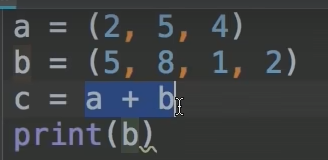 a = (2, 5, 4)
b = (5, 8, 1, 2)
c = a + b
print(b)